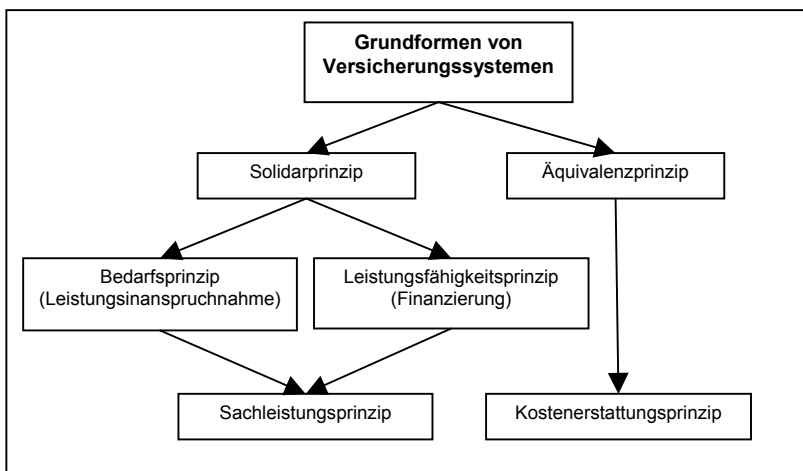 Grundformen von
Versicherungssystemen
Solidarprinzip
Äquivalenzprinzip
Bedarfsprinzip
(Leistungsinanspruchnahme)
Leistungsfähigkeitsprinzip
(Finanzierung)
Sachleistungsprinzip
Kostenerstattungsprinzip